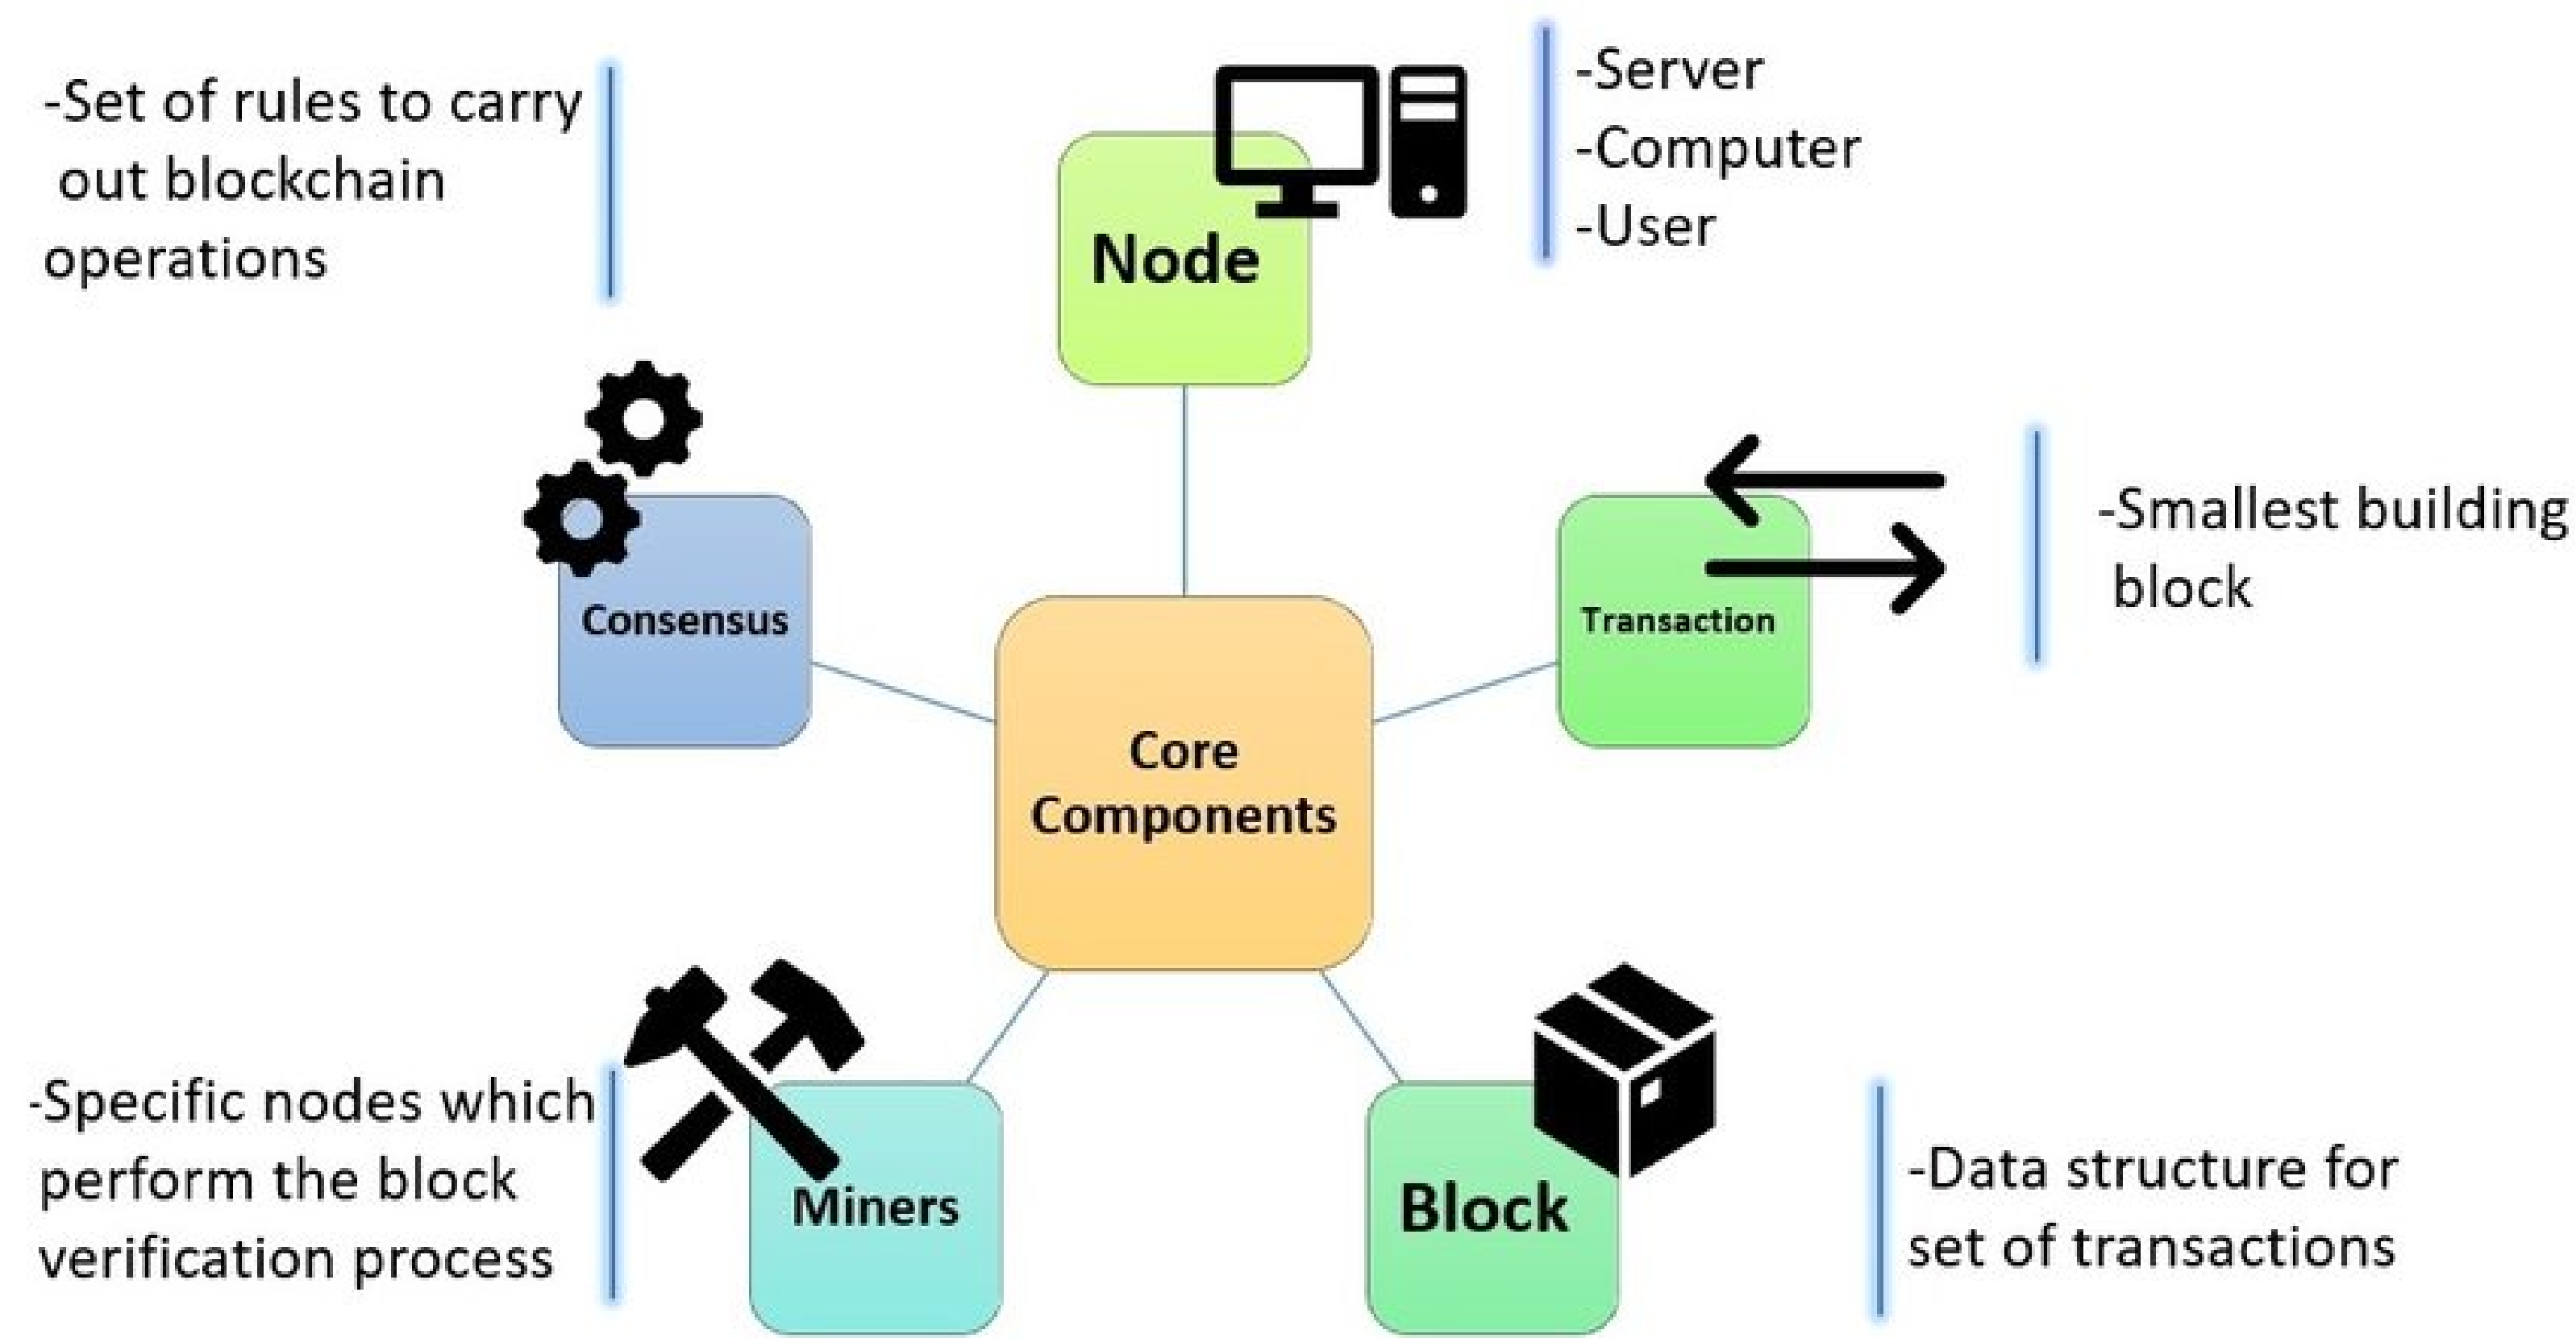 -Set of rules to carry
out blockchain
operations
Node
-Server
-Computer
-User
Consensus
Transaction
-Smallest building
block
Core
Components
-Specific nodes which
perform the block
verification process
Miners
Block
-Data structure for
set of transactions